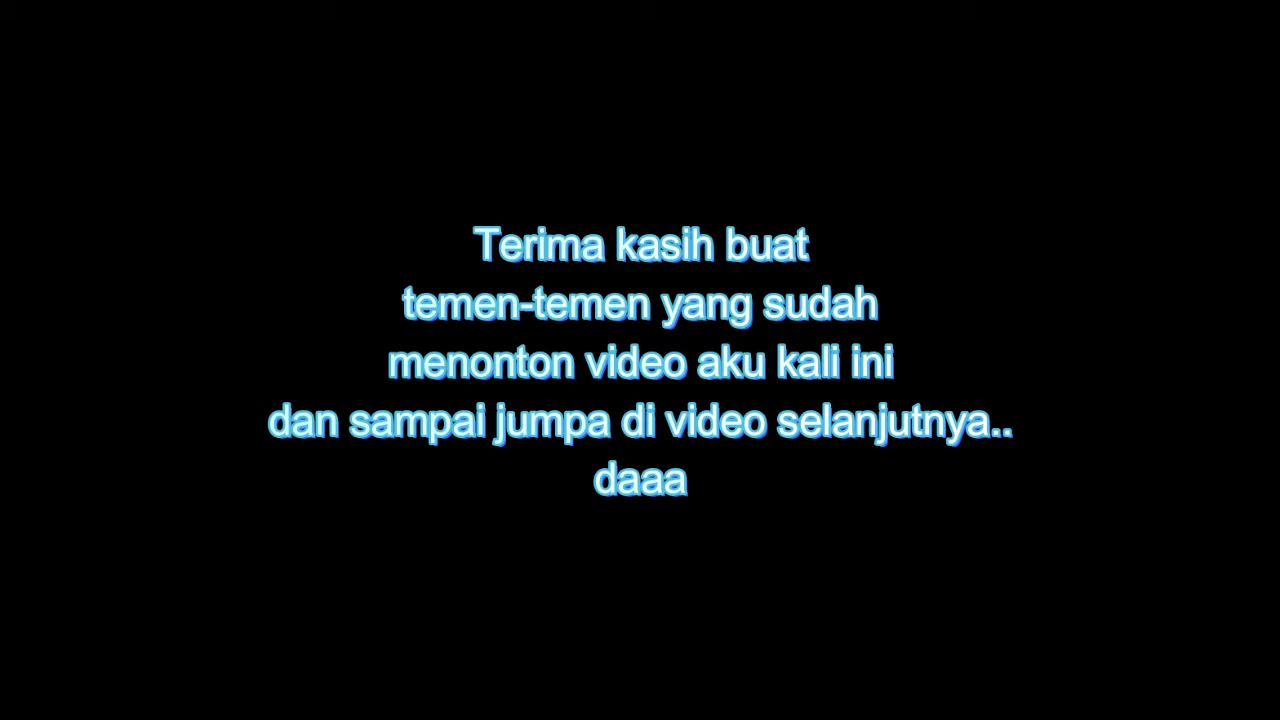 Terima kasih buat
temen-temen yang sudah
menonton video aku kali ini
dan sampai jumpa di video selanjutnya..
daaa